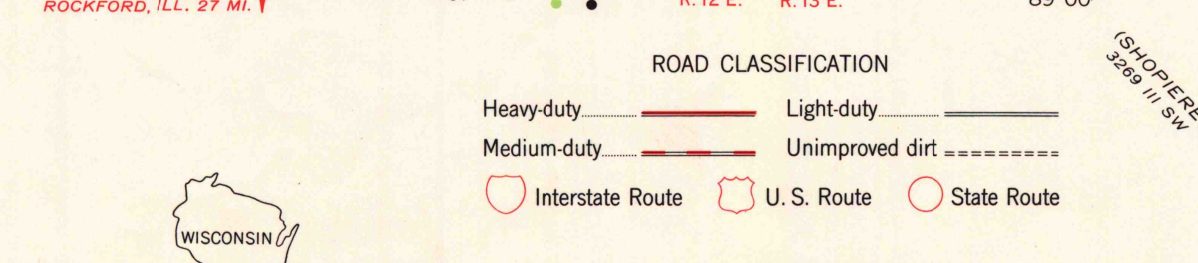 ROCKFORD, ILL. 27 MI.
R. 12 E. R. 13 E.
89°00'
(SHOPIERE
3269 III SW
ROAD CLASSIFICATION
Heavy-duty Light-duty
Medium-duty Unimproved dirt
Interstate Route U. S. Route State Route
WISCONSIN